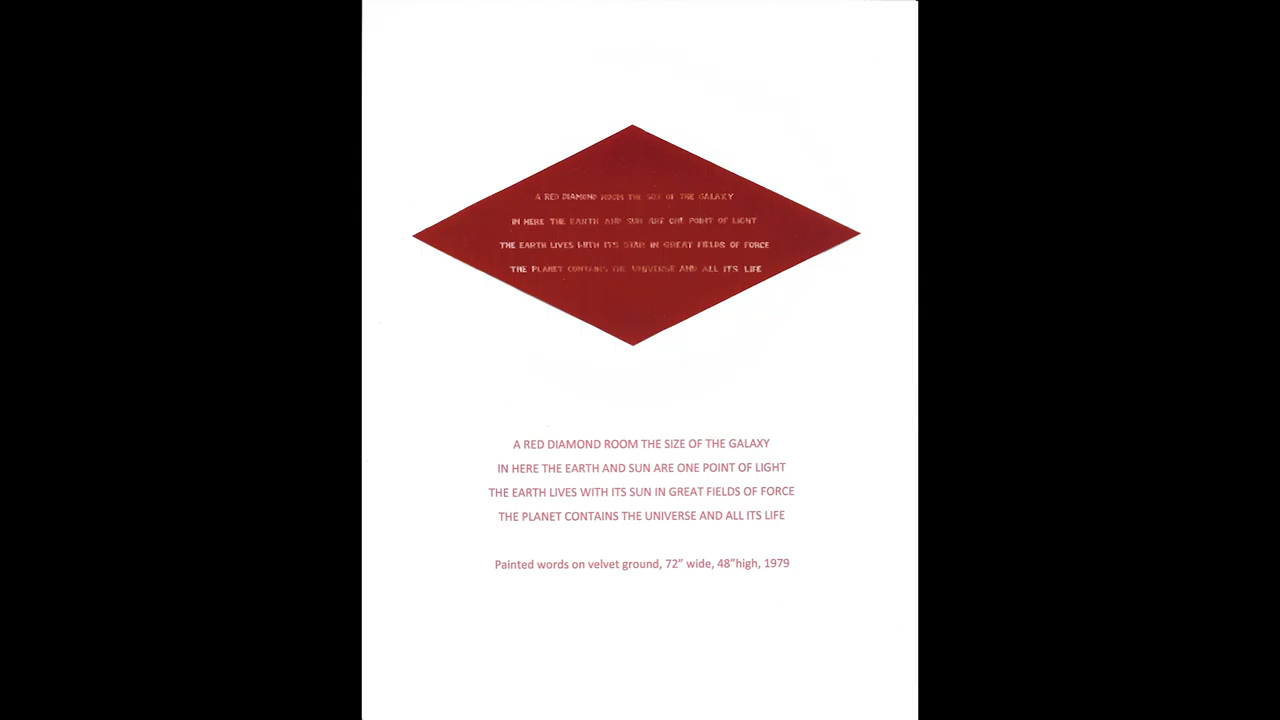 A RED DIAMOND ROOM THE SIZE OF THE GALAXY
IN HERE THE EARTH AND SUN ARE ONE POINT OF LIGHT
THE EARTH LIVES WITH ITS STAR IN GREAT FIELDS OF FORCE
THE PLANET CONTAINS THE UNIVERSE AND ALL ITS LIFE
A RED DIAMOND ROOM THE SIZE OF THE GALAXY
IN HERE THE EARTH AND SUN ARE ONE POINT OF LIGHT
THE EARTH LIVES WITH ITS SUN IN GREAT FIELDS OF FORCE
THE PLANET CONTAINS THE UNIVERSE AND ALL ITS LIFE
Painted words on velvet ground, 72” wide, 48”high, 1979